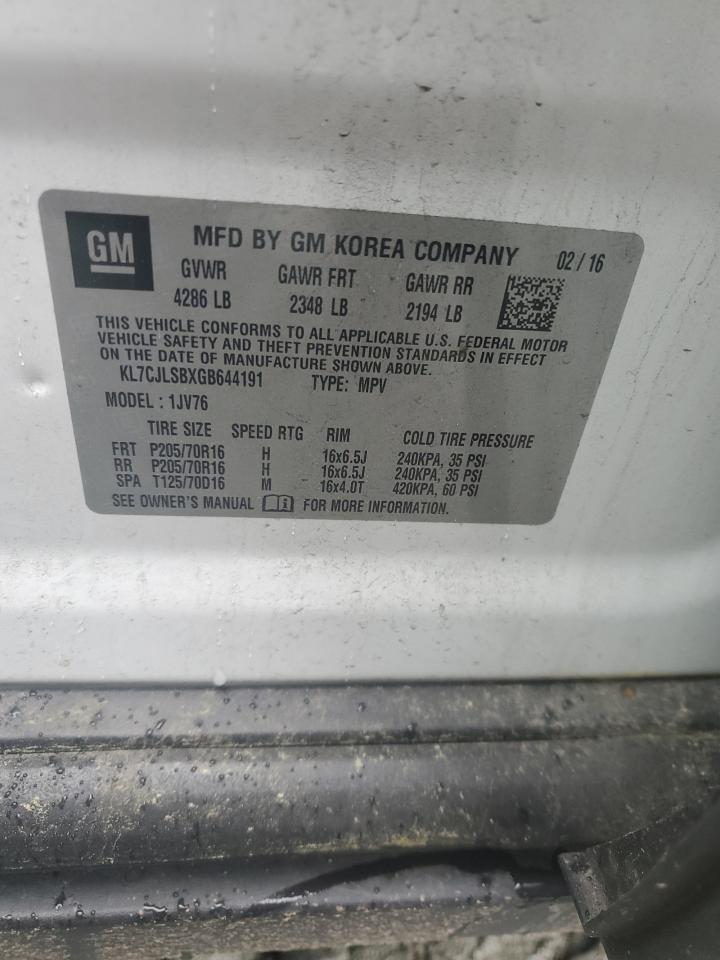 GM MFD BY GM KOREA COMPANY 02 / 16
GVWR GAWR FRT GAWR RR
4286 LB 2348 LB 2194 LB
THIS VEHICLE CONFORMS TO ALL APPLICABLE U.S. FEDERAL MOTOR
VEHICLE SAFETY AND THEFT PREVENTION STANDARDS IN EFFECT
ON THE DATE OF MANUFACTURE SHOWN ABOVE.
KL7CJLSBXGB644191 TYPE: MPV
MODEL : 1JV76
TIRE SIZE SPEED RTG RIM COLD TIRE PRESSURE
FRT P205/70R16 H 16x6.5J 240KPA, 35 PSI
RR P205/70R16 H 16x6.5J 240KPA, 35 PSI
SPA T125/70D16 M 16x4.0T 420KPA, 60 PSI
SEE OWNER'S MANUAL FOR MORE INFORMATION.